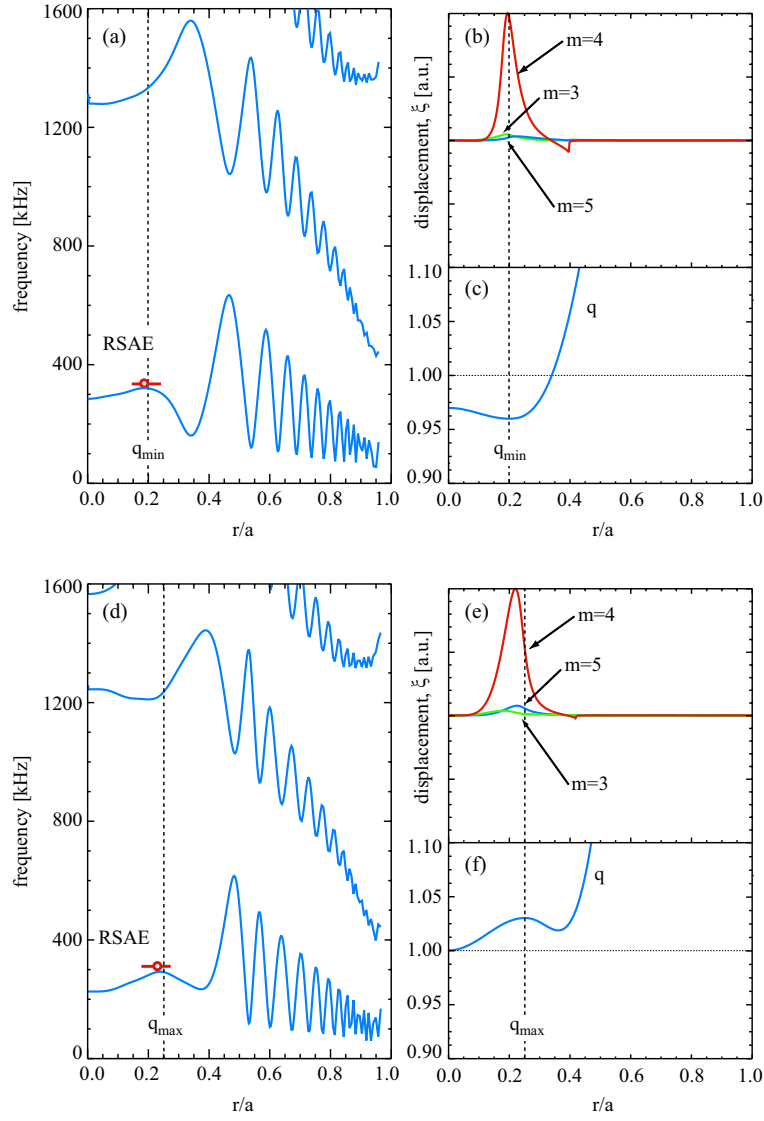 1600
(a)
1200
800
400
0
frequency [kHz]
RSAE
q_min
0.0 0.2 0.4 0.6 0.8 1.0
r/a
(b)
m=4
m=3
m=5
displacement, ξ [a.u.]
1.10
(c)
q
1.05
1.00
0.95
0.90
q_min
0.0 0.2 0.4 0.6 0.8 1.0
r/a
1600
(d)
1200
800
400
0
frequency [kHz]
RSAE
q_max
0.0 0.2 0.4 0.6 0.8 1.0
r/a
(e)
m=4
m=5
m=3
displacement, ξ [a.u.]
1.10
(f)
q
1.05
1.00
0.95
0.90
q_max
0.0 0.2 0.4 0.6 0.8 1.0
r/a